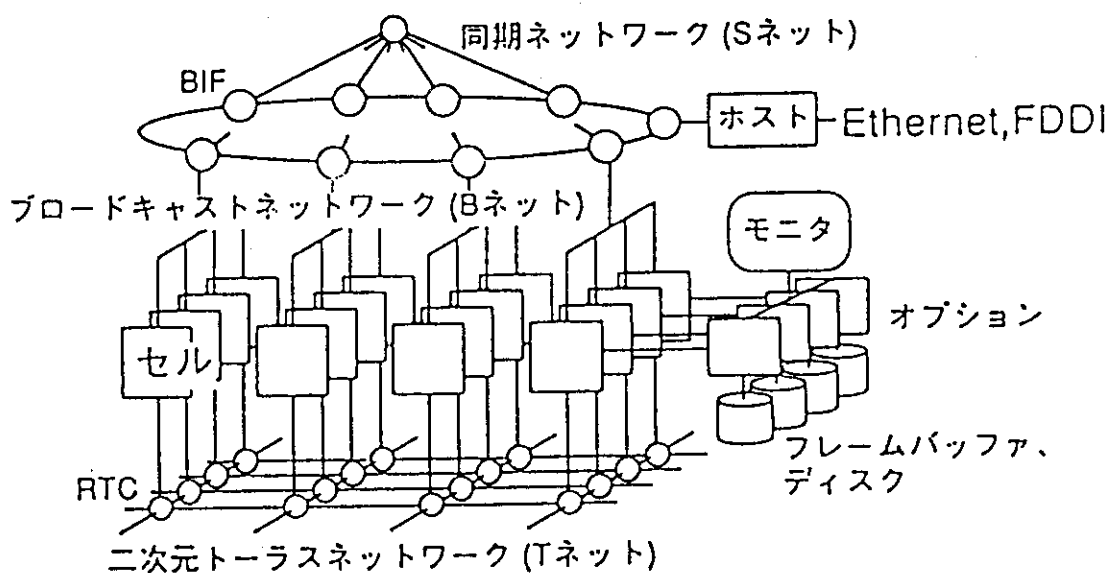 同期ネットワーク (Sネット)
BIF
ホスト
Ethernet,FDDI
ブロードキャストネットワーク (Bネット)
モニタ
オプション
セル
フレームバッファ、
ディスク
RTC
二次元トーラスネットワーク (Tネット)